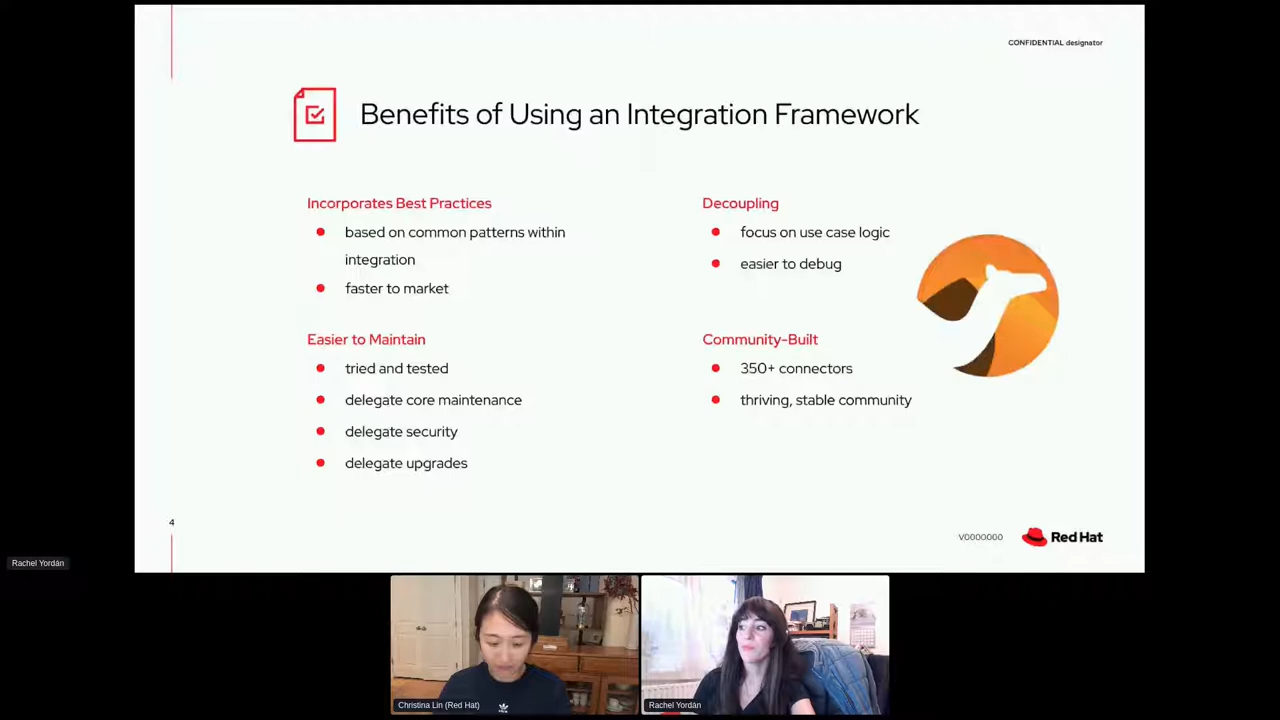 CONFIDENTIAL designator
Benefits of Using an Integration Framework
Incorporates Best Practices
based on common patterns within
integration
faster to market
Easier to Maintain
tried and tested
delegate core maintenance
delegate security
delegate upgrades
Decoupling
focus on use case logic
easier to debug
Community-Built
350+ connectors
thriving, stable community
4
V0000000
Red Hat
Rachel Yordán
Christina Lin (Red Hat)
Rachel Yordán